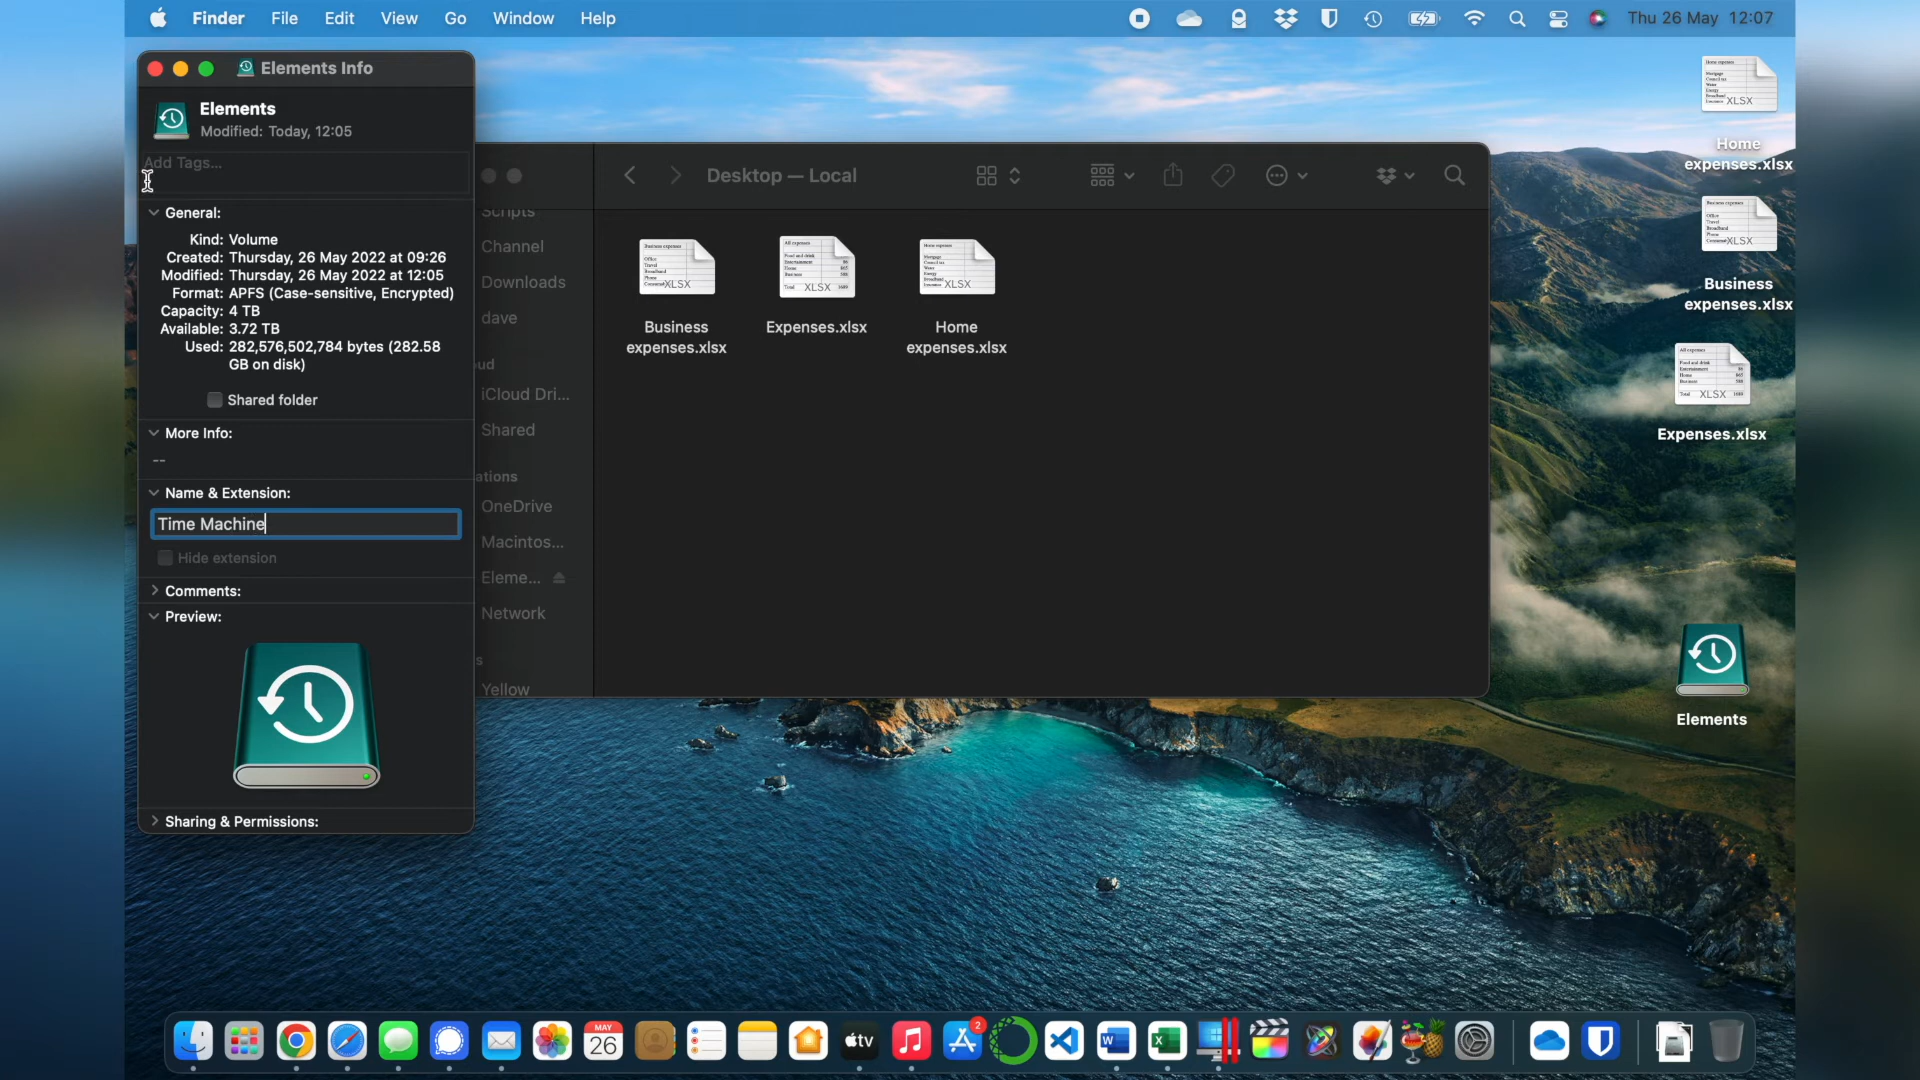 Finder File Edit View Go Window Help
Thu 26 May 12:07
Elements Info
Elements
Modified: Today, 12:05
Add Tags...
General:
Kind: Volume
Created: Thursday, 26 May 2022 at 09:26
Modified: Thursday, 26 May 2022 at 12:05
Format: APFS (Case-sensitive, Encrypted)
Capacity: 4 TB
Available: 3.72 TB
Used: 282,576,502,784 bytes (282.58
GB on disk)
Shared folder
More Info:
--
Name & Extension:
Time Machine
Hide extension
Comments:
Preview:
Sharing & Permissions:
Scripts
Channel
Downloads
dave
oud
iCloud Dri...
Shared
ations
OneDrive
Macintos...
Eleme...
Network
s
Yellow
Desktop — Local
XLSX
Business
expenses.xlsx
XLSX
Expenses.xlsx
XLSX
Home
expenses.xlsx
XLSX
Home
expenses.xlsx
XLSX
Business
expenses.xlsx
XLSX
Expenses.xlsx
Elements
MAY
26
tv
2
W
X